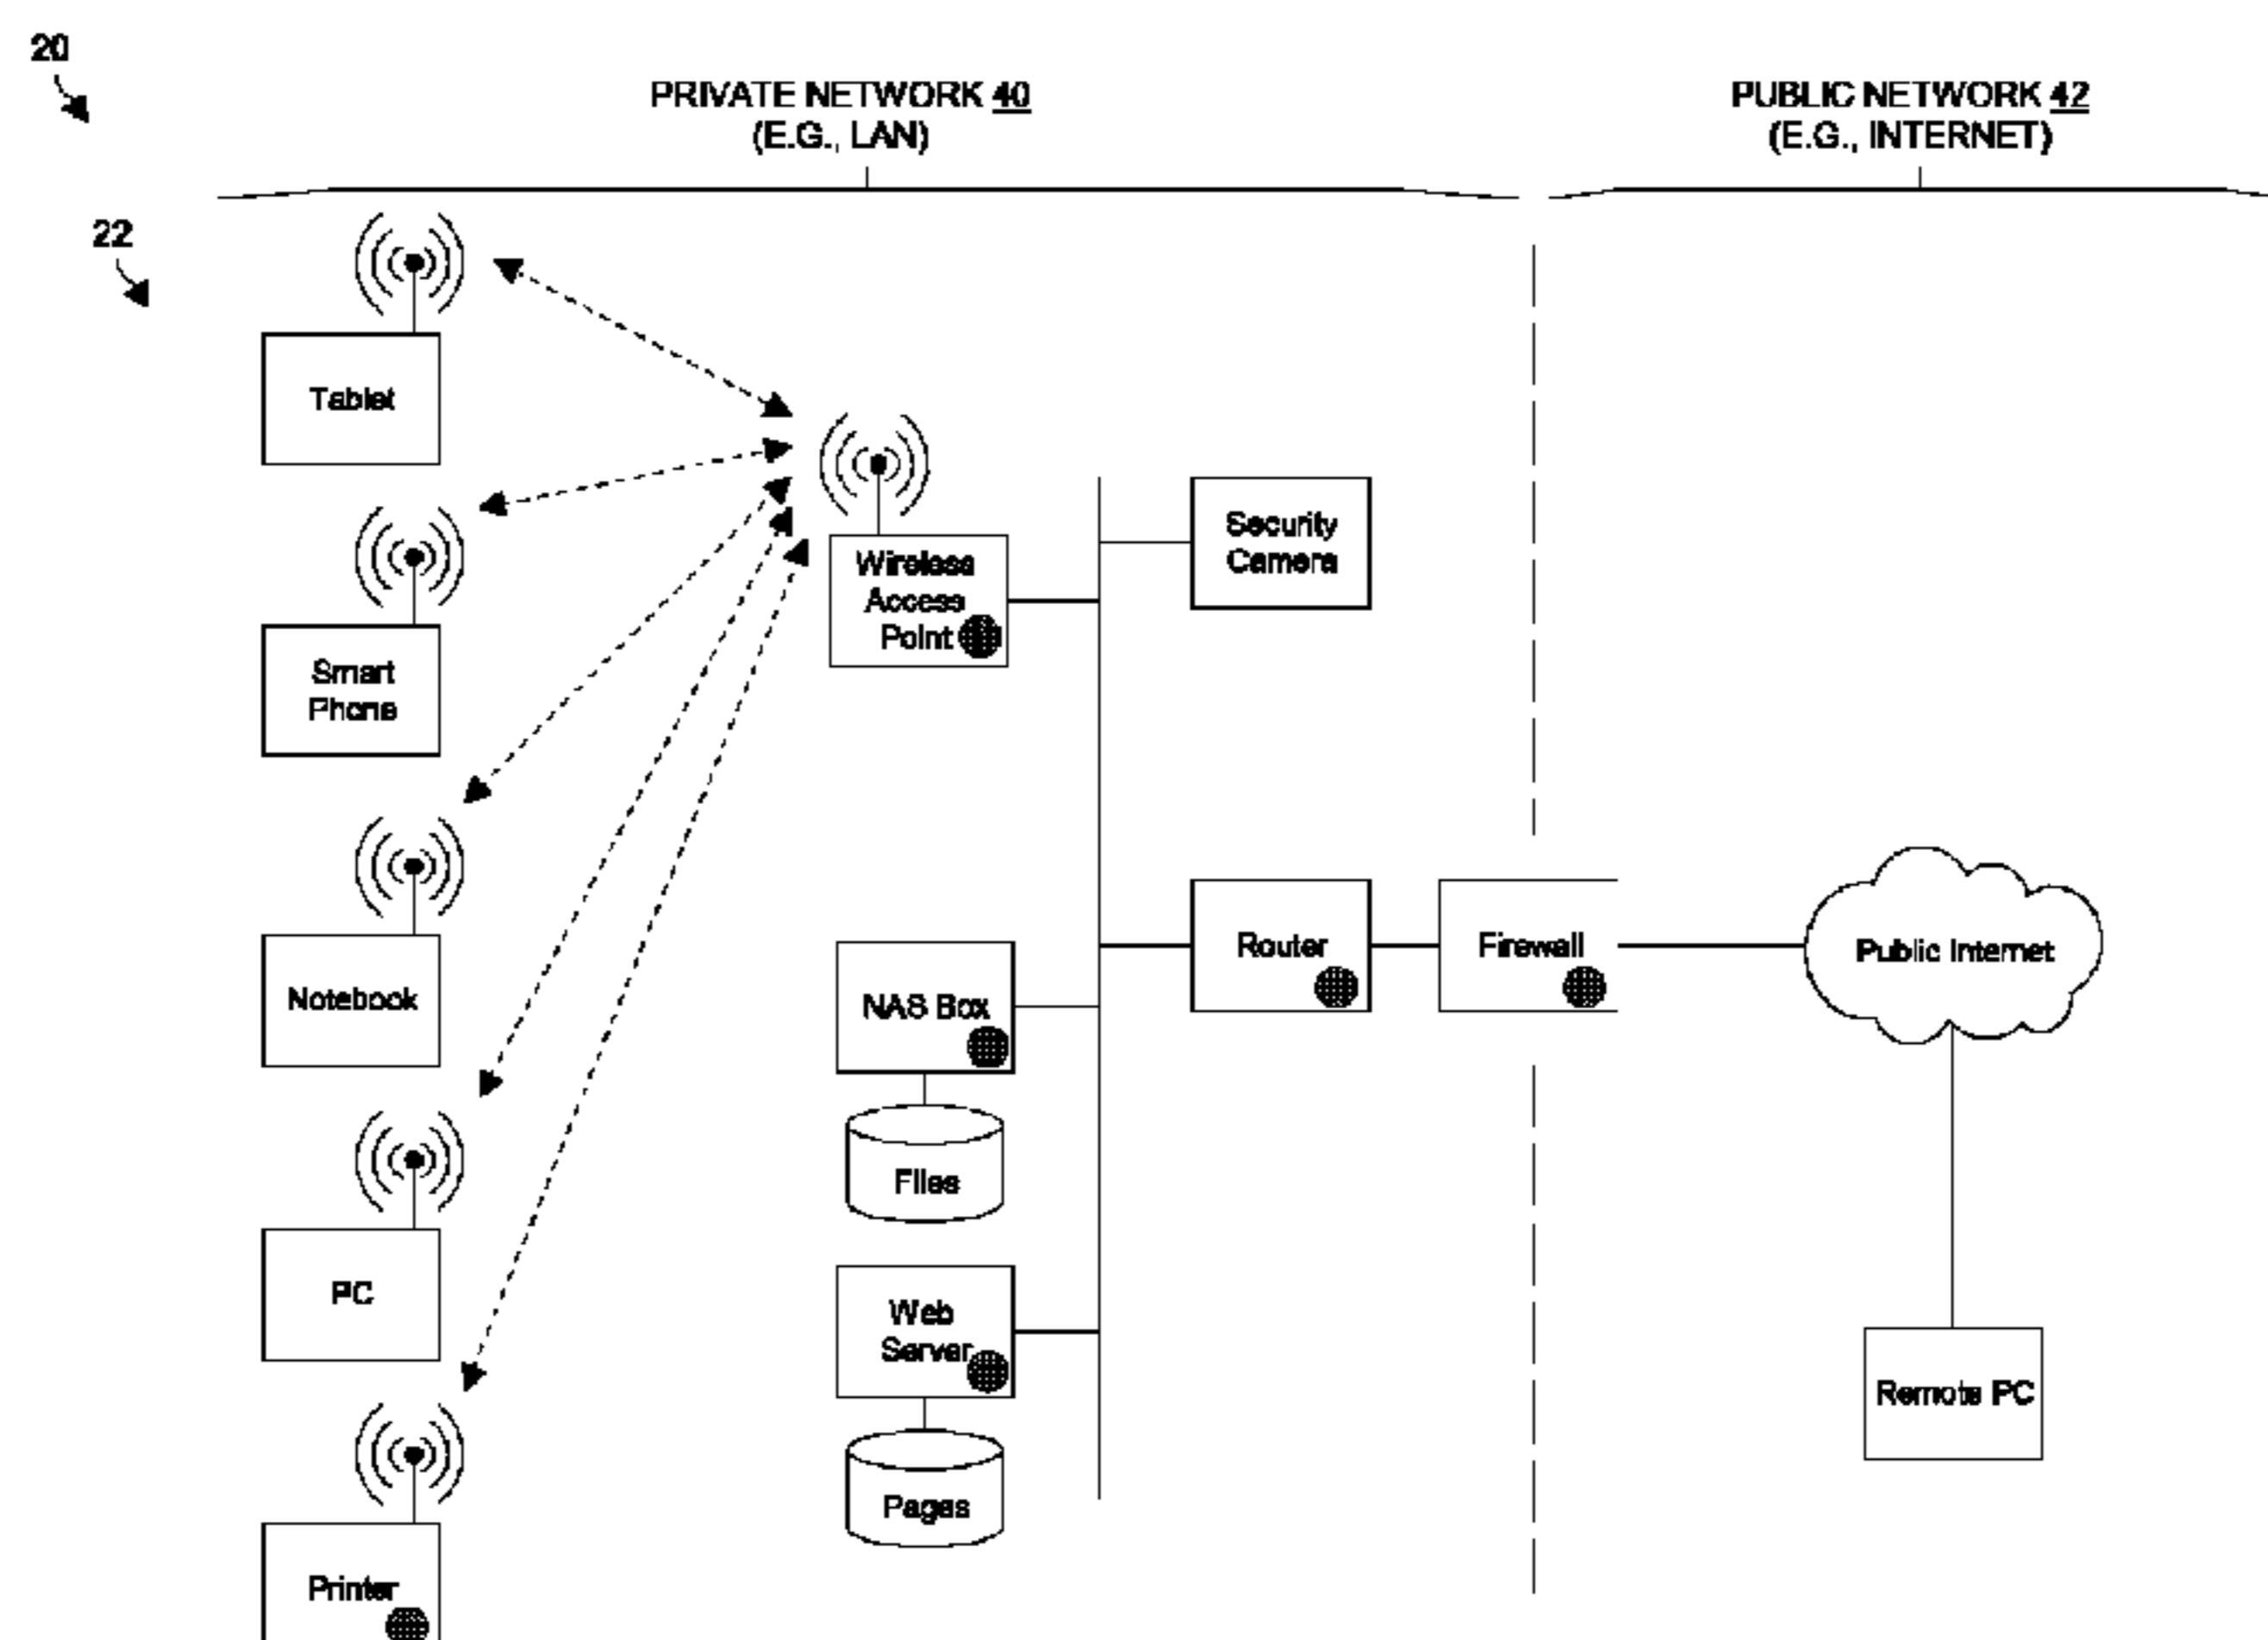 20
PRIVATE NETWORK 40
(E.G., LAN)
PUBLIC NETWORK 42
(E.G., INTERNET)
22
Tablet
Smart
Phone
Notebook
PC
Printer
Wireless
Access
Point
Security
Camera
NAS Box
Files
Web
Server
Pages
Router
Firewall
Public Internet
Remote PC